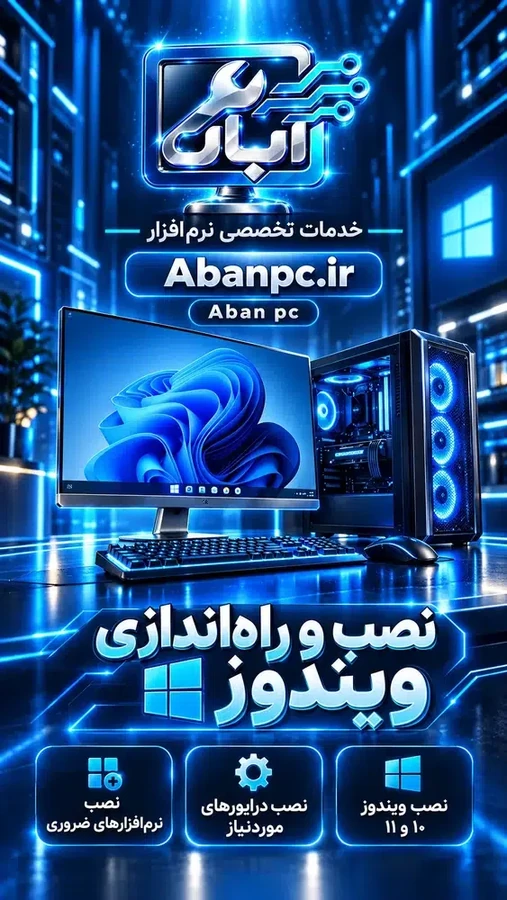 آبان
خدمات تخصصی نرم‌افزار
Abanpc.ir
Aban pc
نصب و راه‌اندازی
ویندوز
نصب ویندوز
۱۰ و ۱۱
نصب درایورهای
موردنیاز
نصب
نرم‌افزارهای ضروری